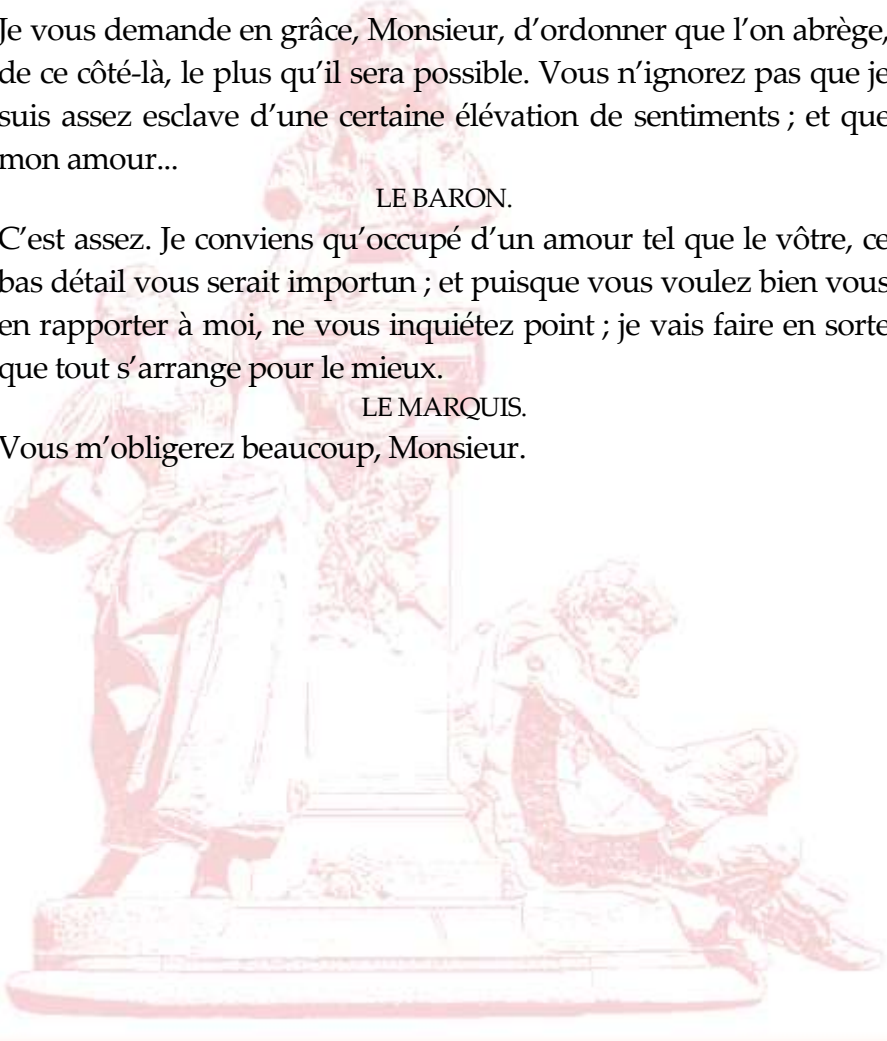 Je vous demande en grâce, Monsieur, d’ordonner que l’on abrège,
de ce côté-là, le plus qu’il sera possible. Vous n’ignorez pas que je
suis assez esclave d’une certaine élévation de sentiments ; et que
mon amour...
LE BARON.
C’est assez. Je conviens qu’occupé d’un amour tel que le vôtre, ce
bas détail vous serait importun ; et puisque vous voulez bien vous
en rapporter à moi, ne vous inquiétez point ; je vais faire en sorte
que tout s’arrange pour le mieux.
LE MARQUIS.
Vous m’obligerez beaucoup, Monsieur.